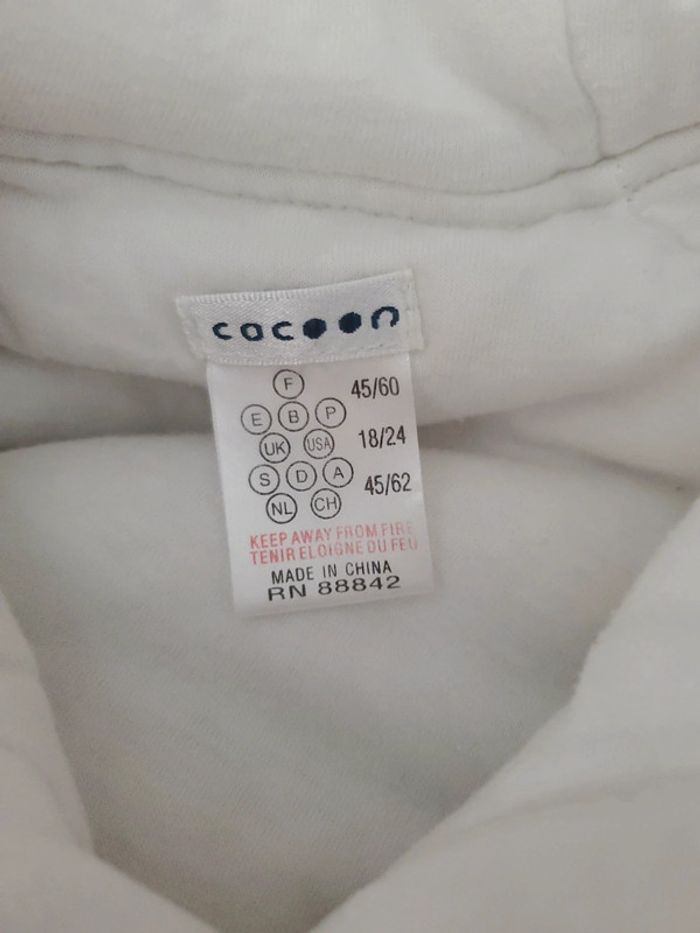 cocoon
F 45/60
E B P
UK USA 18/24
S D A 45/62
NL CH
KEEP AWAY FROM FIRE
TENIR ELOIGNE DU FEU
MADE IN CHINA
RN 88842